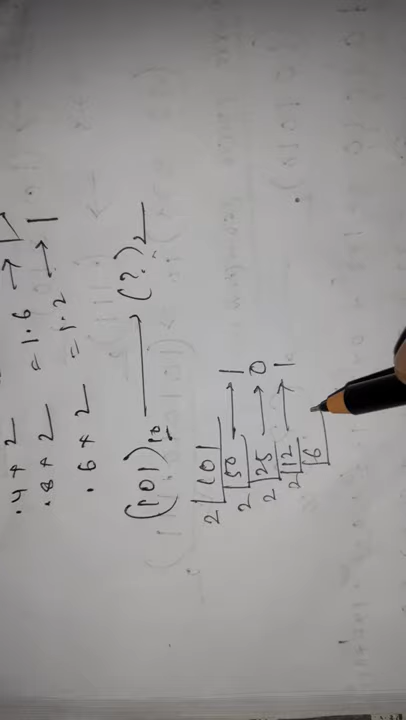 .4 * 2
.8 * 2 = 1.6 → 1
.6 * 2 = 1.2 → 1
(101)10 → (?)2
2 101
2 50 → 1
2 25 → 0
2 12 → 1
6